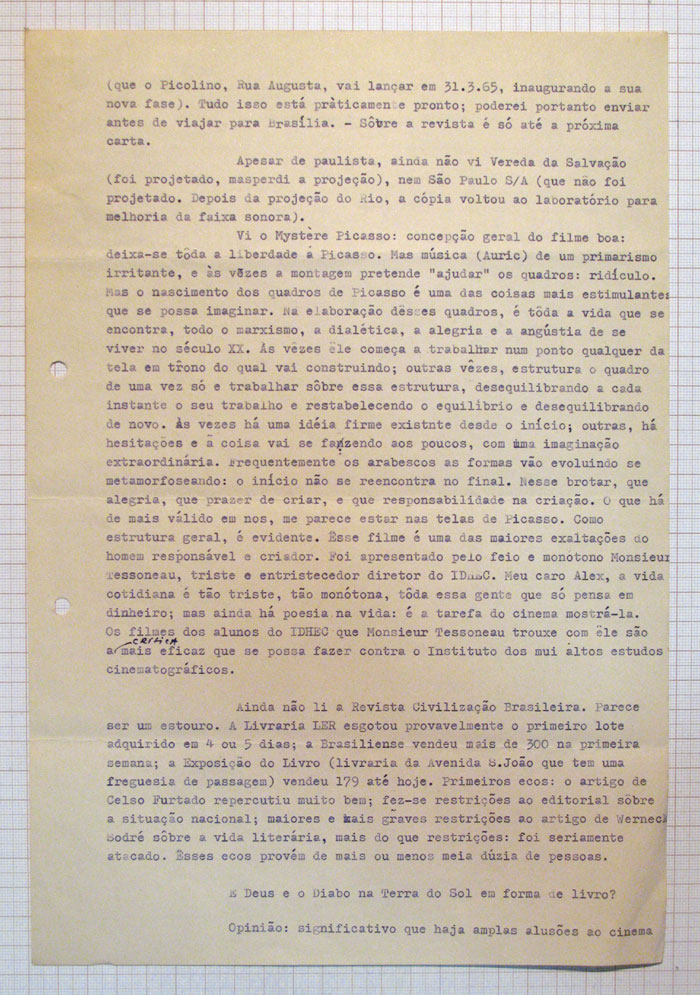 (que o Picolino, Rua Augusta, vai lançar em 31.3.65, inaugurando a sua
nova fase). Tudo isso está pràticamente pronto; poderei portanto enviar
antes de viajar para Brasília. - Sôbre a revista é só até a próxima
carta.
Apesar de paulista, ainda não vi Vereda da Salvação
(foi projetado, masperdi a projeção), nem São Paulo S/A (que não foi
projetado. Depois da projeção do Rio, a cópia voltou ao laboratório para
melhoria da faixa sonora).
Vi o Mystère Picasso: concepção geral do filme boa:
deixa-se tôda a liberdade à Picasso. Mas música (Auric) de um primarismo
irritante, e às vêzes a montagem pretende "ajudar" os quadros: ridículo.
Mas o nascimento dos quadros de Picasso é uma das coisas mais estimulantes
que se possa imaginar. Na elaboração dêsses quadros, é tôda a vida que se
encontra, todo o marxismo, a dialética, a alegria e a angústia de se
viver no século XX. Às vêzes êle começa a trabalhar num ponto qualquer da
tela em trono do qual vai construindo; outras vêzes, estrutura o quadro
de uma vez só e trabalhar sôbre essa estrutura, desequilibrando a cada
instante o seu trabalho e restabelecendo o equilibrio e desequilibrando
de novo. Às vezes há uma idéia firme existnte desde o início; outras, há
hesitações e a coisa vai se fazendo aos poucos, com uma imaginação
extraordinária. Frequentemente os arabescos as formas vão evoluindo se
metamorfoseando: o início não se reencontra no final. Nesse brotar, que
alegria, que prazer de criar, e que responsabilidade na criação. O que há
de mais válido em nos, me parece estar nas telas de Picasso. Como
estrutura geral, é evidente. Êsse filme é uma das maiores exaltações do
homem responsável e criador. Foi apresentado pelo feio e monótono Monsieur
Tessoneau, triste e entristecedor diretor do IDHEC. Meu caro Alex, a vida
cotidiana é tão triste, tão monótona, tôda essa gente que só pensa em
dinheiro; mas ainda há poesia na vida: é a tarefa do cinema mostrá-la.
Os filmes dos alunos do IDHEC que Monsieur Tessoneau trouxe com êle são
a crítica mais eficaz que se possa fazer contra o Instituto dos mui altos estudos
cinematográficos.
Ainda não li a Revista Civilização Brasileira. Parece
ser um estouro. A Livraria LER esgotou provavelmente o primeiro lote
adquirido em 4 ou 5 dias; a Brasiliense vendeu mais de 300 na primeira
semana; a Exposição do Livro (livraria da Avenida S.João que tem uma
freguesia de passagem) vendeu 179 até hoje. Primeiros ecos: o artigo de
Celso Furtado repercutiu muito bem; fez-se restrições ao editorial sôbre
a situação nacional; maiores e mais graves restrições ao artigo de Werneck
Sodré sôbre a vida literária, mais do que restrições: foi seriamente
atacado. Êsses ecos provém de mais ou menos meia dúzia de pessoas.
E Deus e o Diabo na Terra do Sol em forma de livro?
Opinião: significativo que haja amplas alusões ao cinema